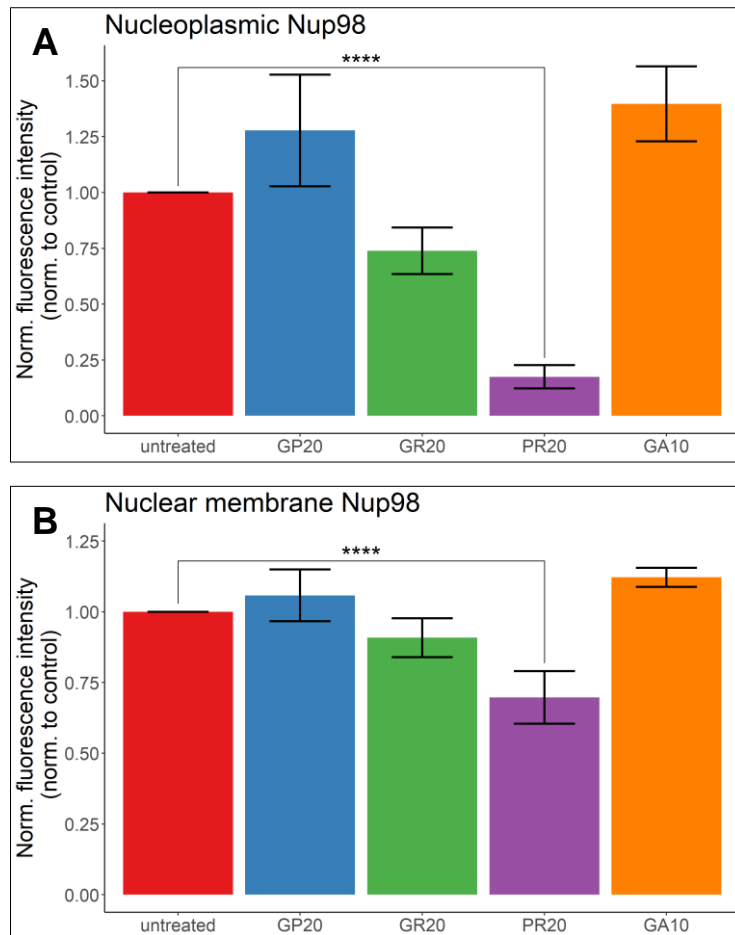 A
Nucleoplasmic Nup98
Norm. fluorescence intensity
(norm. to control)
1.50
1.25
1.00
0.75
0.50
0.25
0.00
****
untreated GP20 GR20 PR20 GA10
B
Nuclear membrane Nup98
Norm. fluorescence intensity
(norm. to control)
1.25
1.00
0.75
0.50
0.25
0.00
****
untreated GP20 GR20 PR20 GA10